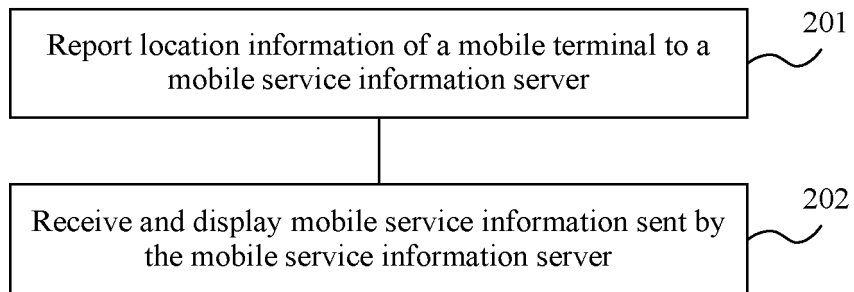 201
Report location information of a mobile terminal to a
mobile service information server
202
Receive and display mobile service information sent by
the mobile service information server